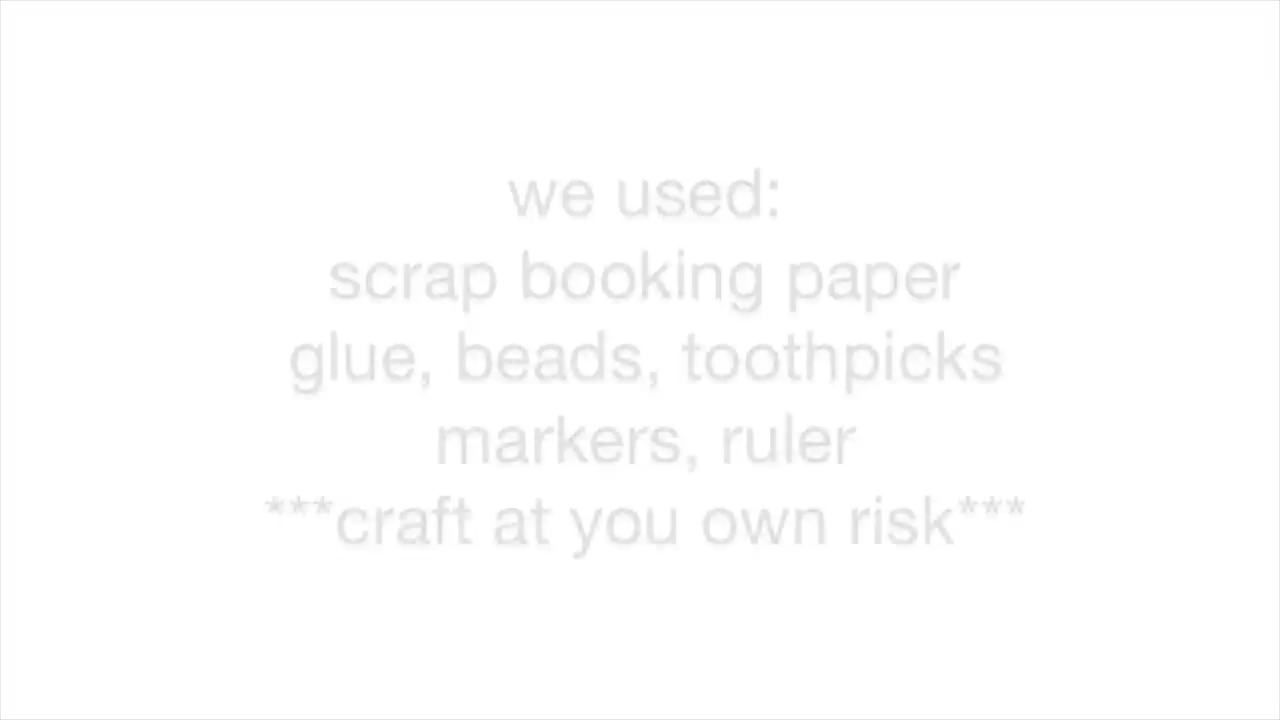 we used:
scrap booking paper
glue, beads, toothpicks
markers, ruler
***craft at you own risk***